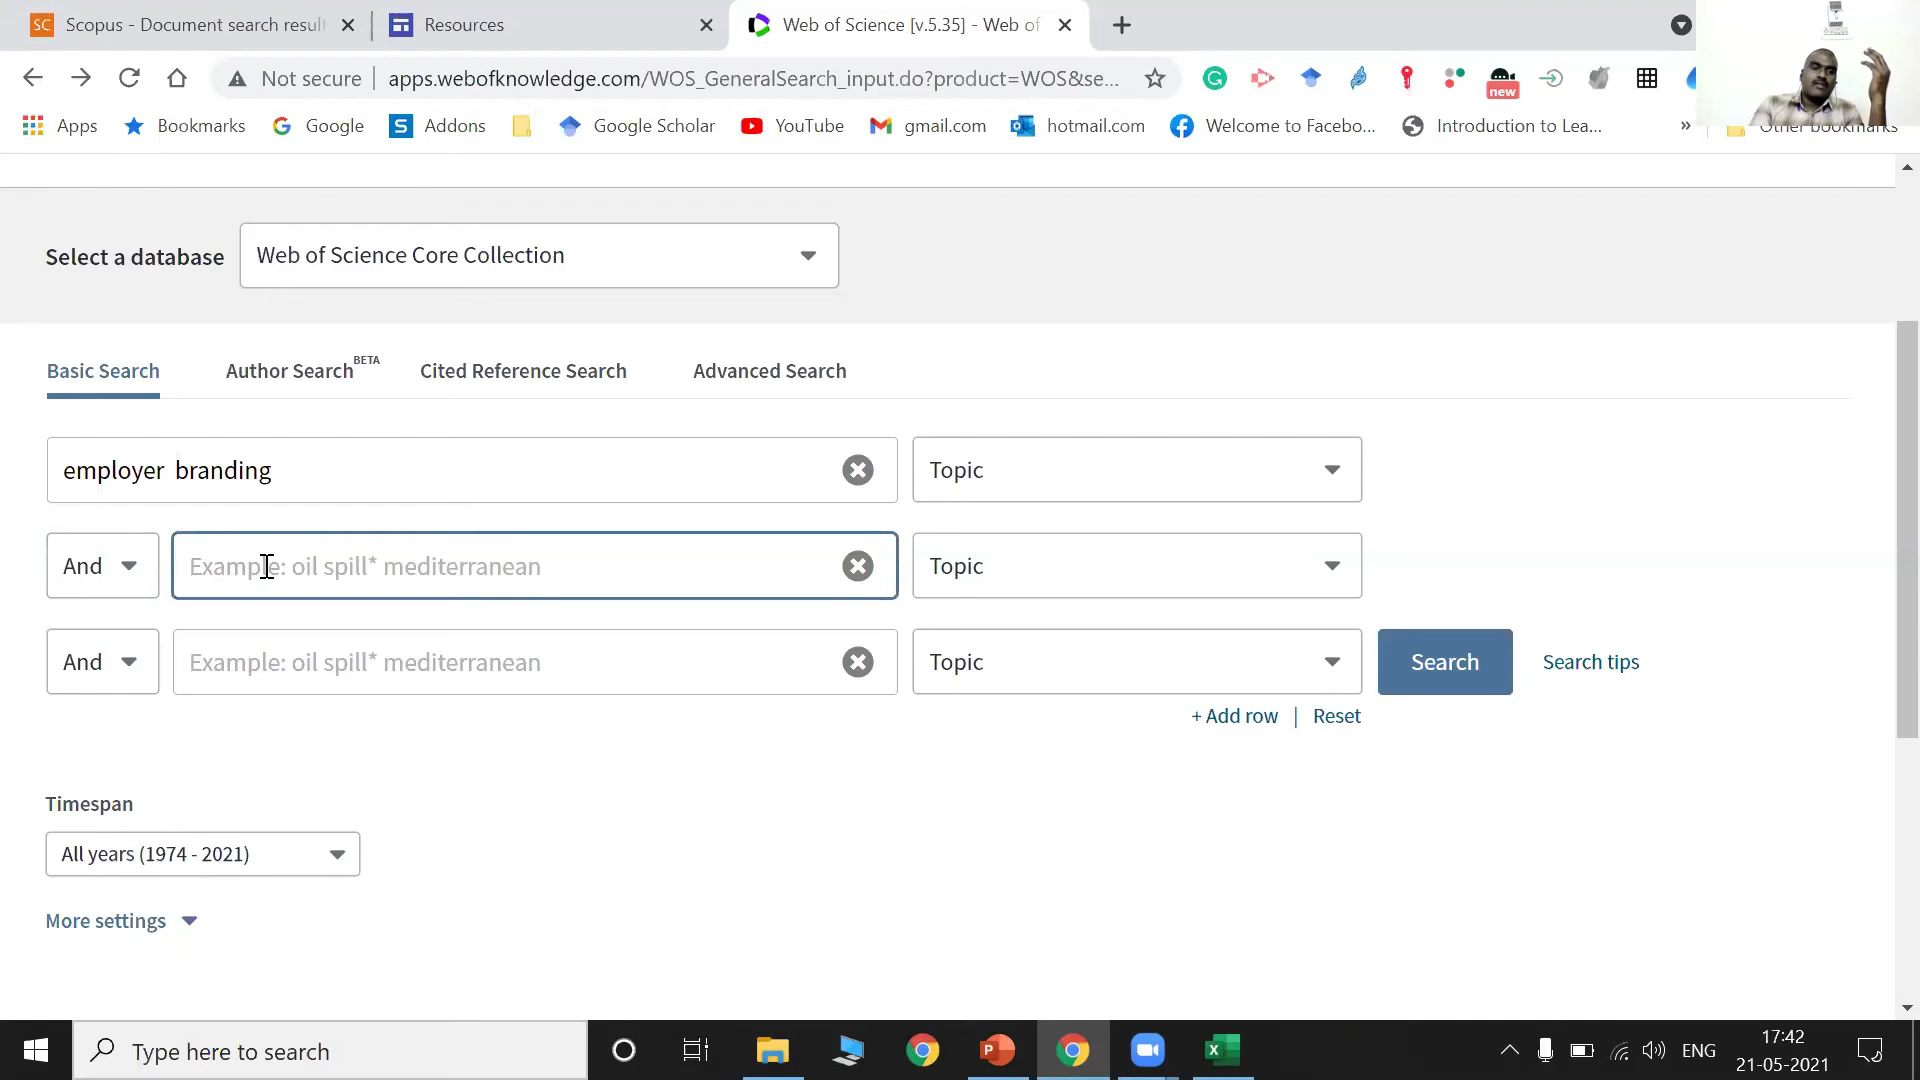 SC Scopus - Document search result
Resources
Web of Science [v.5.35] - Web of
Not secure
apps.webofknowledge.com/WOS_GeneralSearch_input.do?product=WOS&se...
new
Apps
Bookmarks
Google
S Addons
Google Scholar
YouTube
gmail.com
hotmail.com
Welcome to Facebo...
Introduction to Lea...
»
Other bookmarks
Select a database
Web of Science Core Collection
Basic Search
Author Search BETA
Cited Reference Search
Advanced Search
employer branding
Topic
And
Example: oil spill* mediterranean
Topic
And
Example: oil spill* mediterranean
Topic
Search
Search tips
+ Add row | Reset
Timespan
All years (1974 - 2021)
More settings
Type here to search
ENG
17:42
21-05-2021